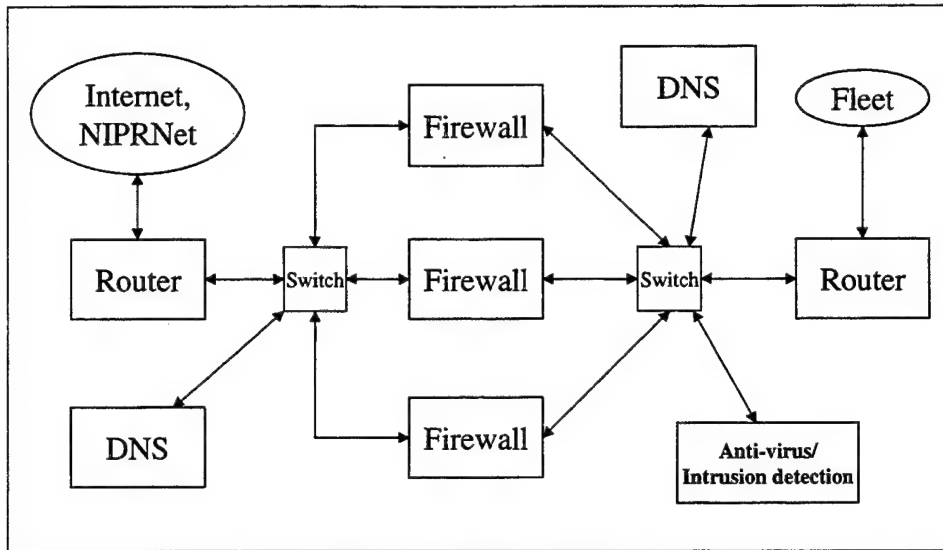 Internet,
NIPRNet
Firewall
DNS
Fleet
Router
Switch
Firewall
Switch
Router
DNS
Firewall
Anti-virus/
Intrusion detection